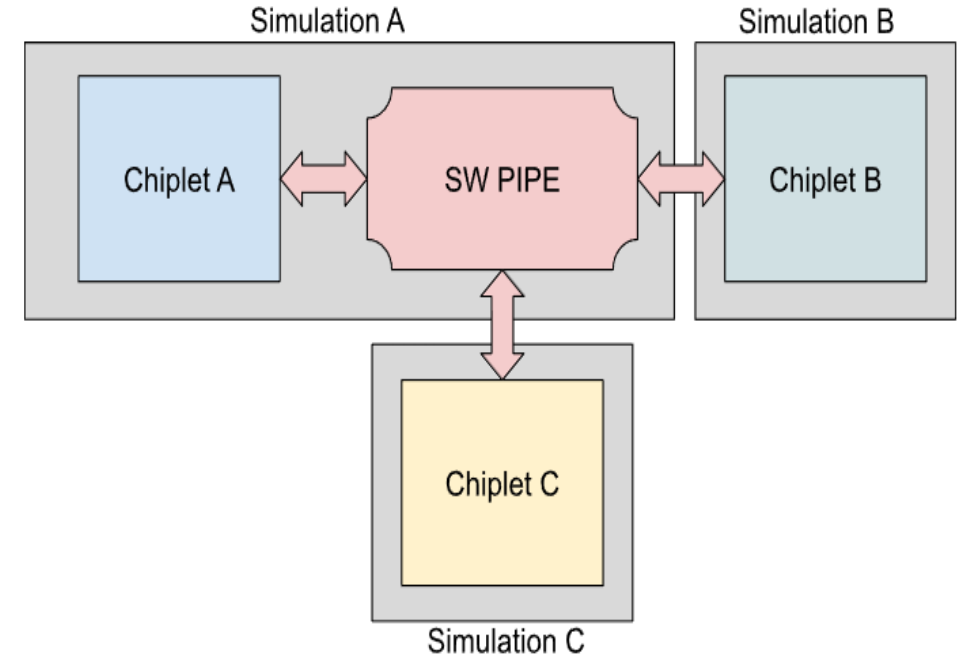 Simulation A
Simulation B
Chiplet A
SW PIPE
Chiplet B
Chiplet C
Simulation C